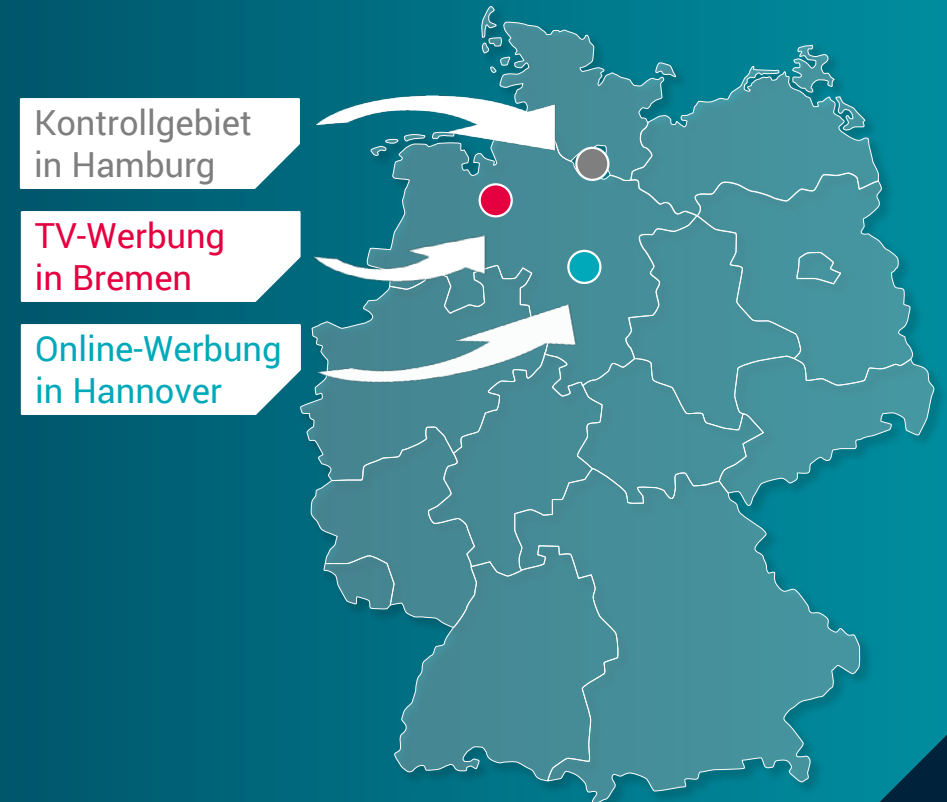 Kontrollgebiet
in Hamburg
TV-Werbung
in Bremen
Online-Werbung
in Hannover